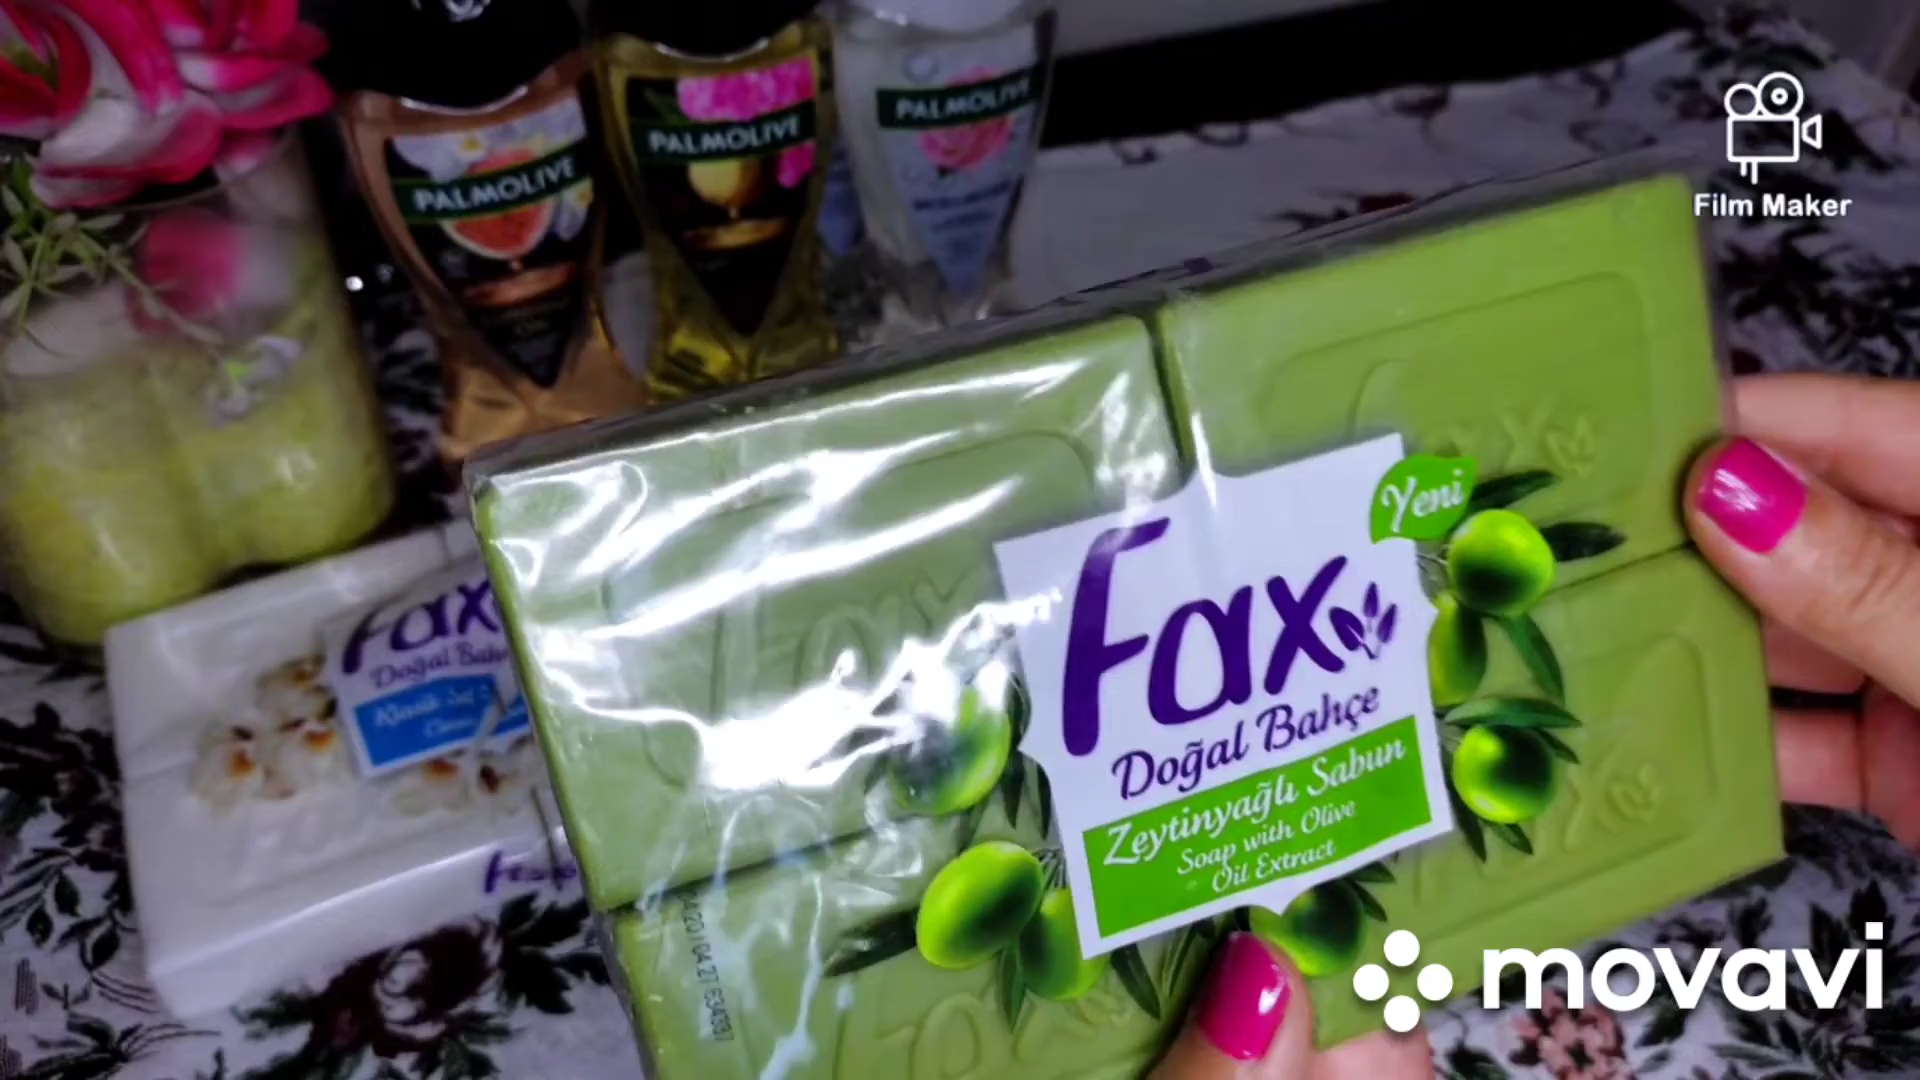 PALMOLIVE
PALMOLIVE
PALMOLIVE
Film Maker
Yeni
Fax
Doğal Bahçe
Zeytinyağlı Sabun
Soap with Olive
Oil Extract
Fax
Doğal
Klasik
movavi